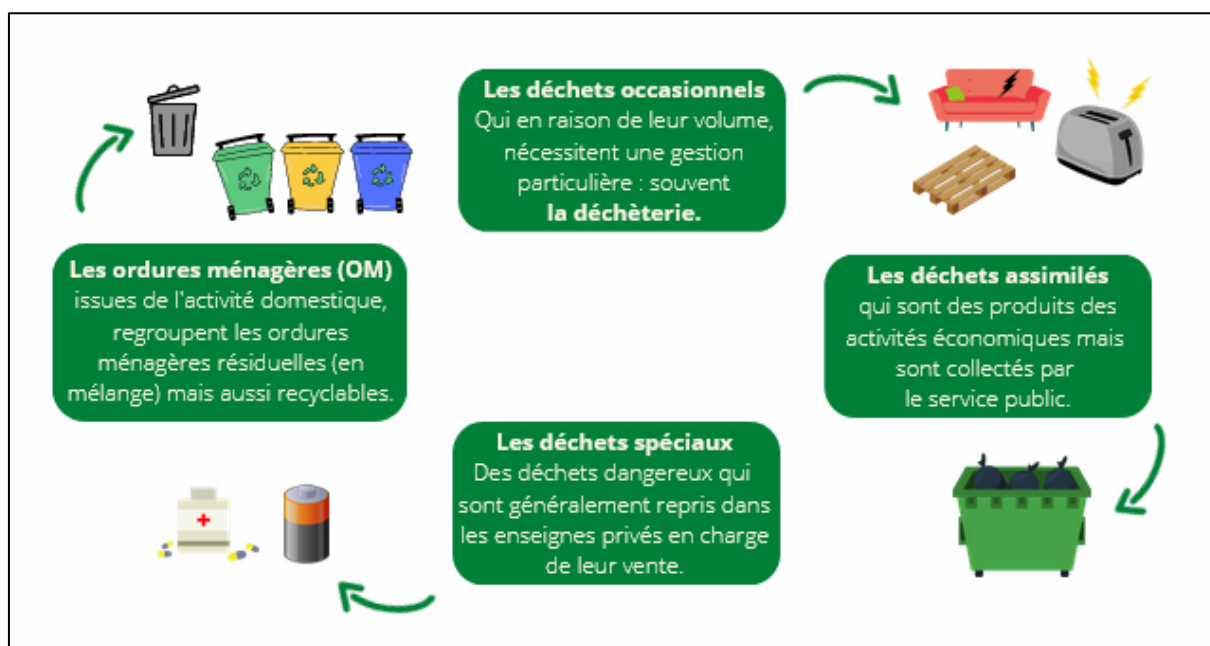 Les déchets occasionnels
Qui en raison de leur volume,
nécessitent une gestion
particulière : souvent
la déchèterie.
Les ordures ménagères (OM)
issues de l'activité domestique,
regroupent les ordures
ménagères résiduelles (en
mélange) mais aussi recyclables.
Les déchets assimilés
qui sont des produits des
activités économiques mais
sont collectés par
le service public.
Les déchets spéciaux
Des déchets dangereux qui
sont généralement repris dans
les enseignes privés en charge
de leur vente.